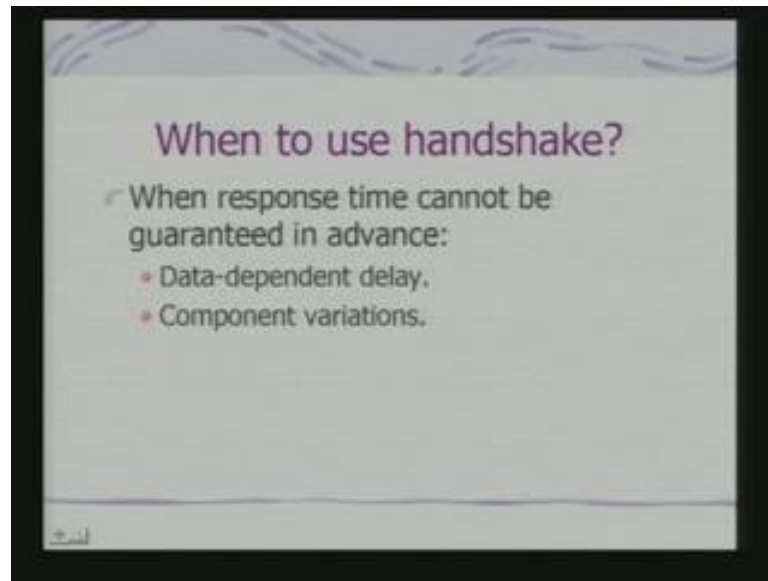 When to use handshake?
When response time cannot be
guaranteed in advance:
Data-dependent delay.
Component variations.